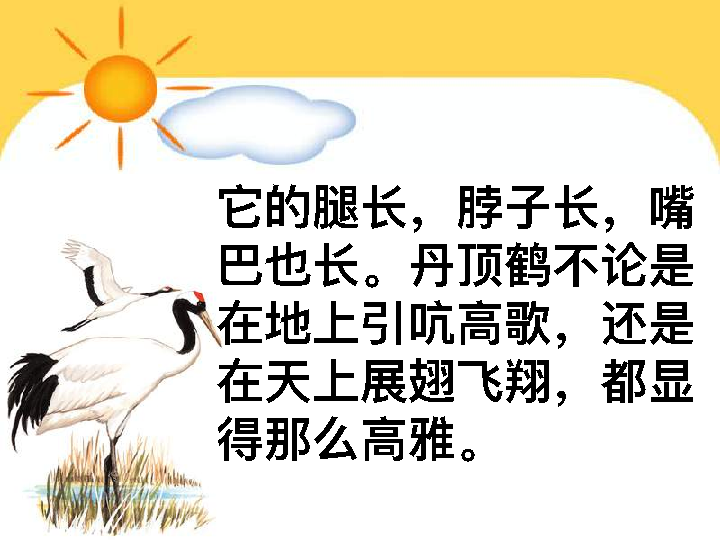 它的腿长，脖子长，嘴
巴也长。丹顶鹤不论是
在地上引吭高歌，还是
在天上展翅飞翔，都显
得那么高雅。